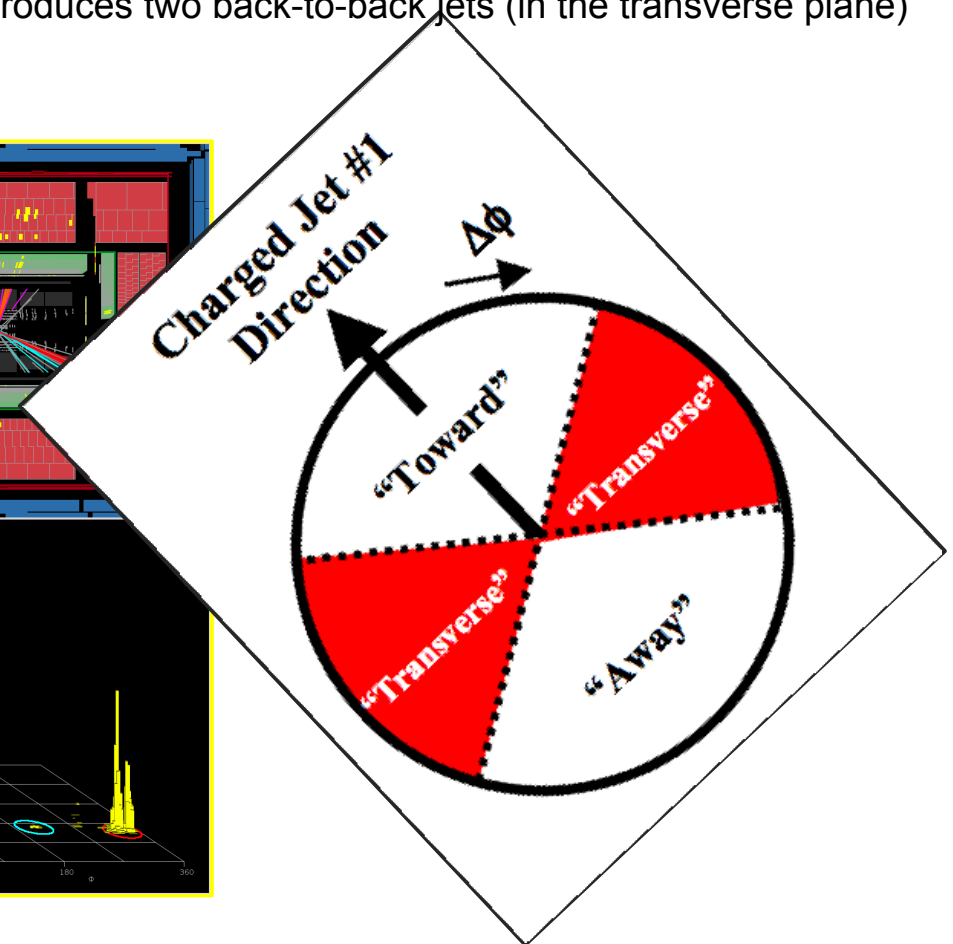 roduces two back-to-back jets (in the transverse plane)
Charged Jet #1
Direction
Δϕ
“Toward”
“Transverse”
“Transverse”
“Away”
180
360
Φ